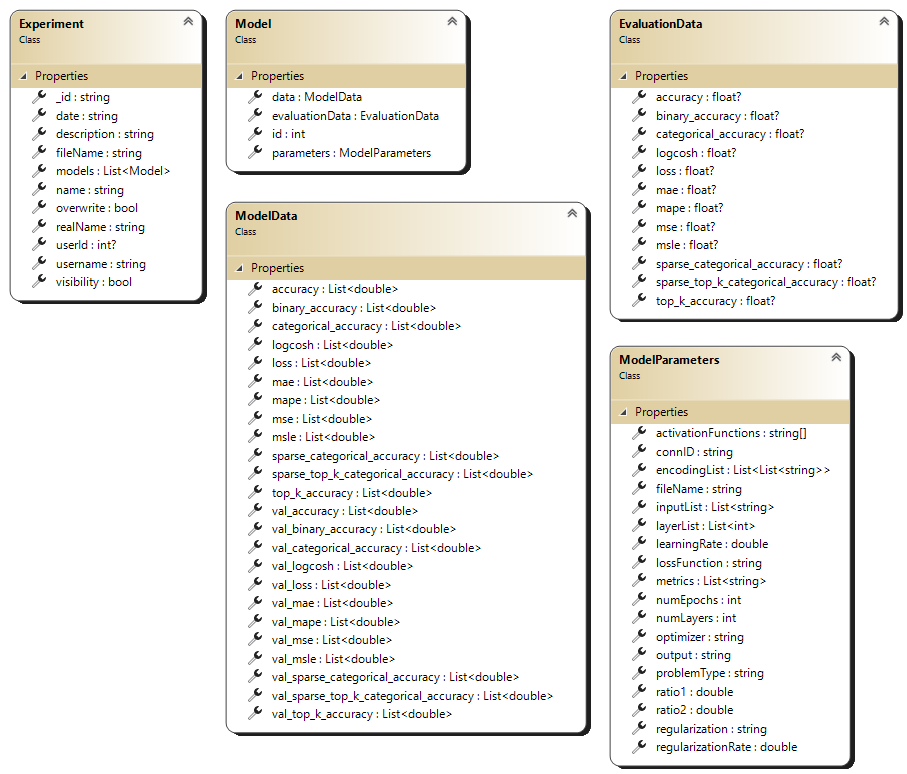 Experiment
Class
Properties
_id : string
date : string
description : string
fileName : string
models : List<Model>
name : string
overwrite : bool
realName : string
userId : int?
username : string
visibility : bool
Model
Class
Properties
data : ModelData
evaluationData : EvaluationData
id : int
parameters : ModelParameters
ModelData
Class
Properties
accuracy : List<double>
binary_accuracy : List<double>
categorical_accuracy : List<double>
logcosh : List<double>
loss : List<double>
mae : List<double>
mape : List<double>
mse : List<double>
msle : List<double>
sparse_categorical_accuracy : List<double>
sparse_top_k_categorical_accuracy : List<double>
top_k_accuracy : List<double>
val_accuracy : List<double>
val_binary_accuracy : List<double>
val_categorical_accuracy : List<double>
val_logcosh : List<double>
val_loss : List<double>
val_mae : List<double>
val_mape : List<double>
val_mse : List<double>
val_msle : List<double>
val_sparse_categorical_accuracy : List<double>
val_sparse_top_k_categorical_accuracy : List<double>
val_top_k_accuracy : List<double>
EvaluationData
Class
Properties
accuracy : float?
binary_accuracy : float?
categorical_accuracy : float?
logcosh : float?
loss : float?
mae : float?
mape : float?
mse : float?
msle : float?
sparse_categorical_accuracy : float?
sparse_top_k_categorical_accuracy : float?
top_k_accuracy : float?
ModelParameters
Class
Properties
activationFunctions : string[]
connID : string
encodingList : List<List<string>>
fileName : string
inputList : List<string>
layerList : List<int>
learningRate : double
lossFunction : string
metrics : List<string>
numEpochs : int
numLayers : int
optimizer : string
output : string
problemType : string
ratio1 : double
ratio2 : double
regularization : string
regularizationRate : double